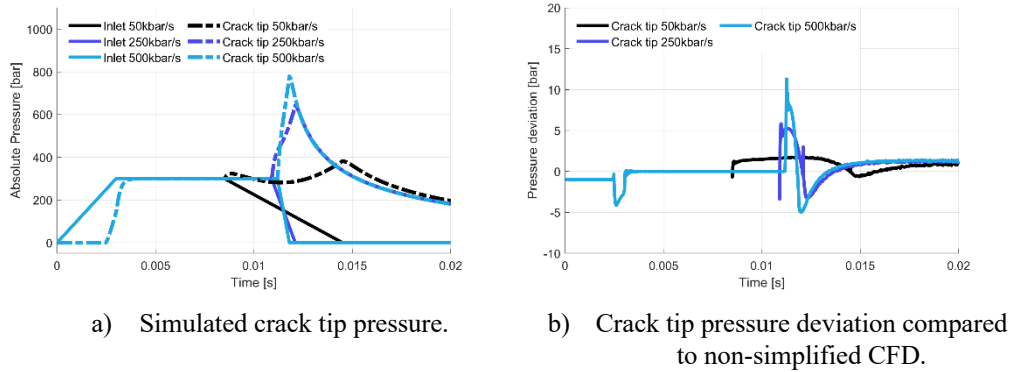 Inlet 50kbar/s
Crack tip 50kbar/s
Inlet 250kbar/s
Crack tip 250kbar/s
Inlet 500kbar/s
Crack tip 500kbar/s
1000
800
600
400
200
0
Absolute Pressure [bar]
0
0.005
0.01
0.015
0.02
Time [s]
a) Simulated crack tip pressure.
Crack tip 50kbar/s
Crack tip 500kbar/s
Crack tip 250kbar/s
20
15
10
5
0
-5
-10
Pressure deviation [bar]
0
0.005
0.01
0.015
0.02
Time [s]
b) Crack tip pressure deviation compared
to non-simplified CFD.